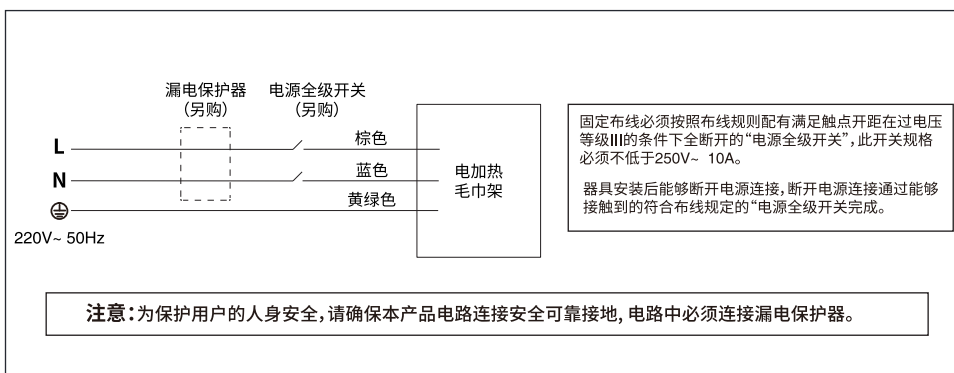 漏电保护器
(另购)
电源全级开关
(另购)
L
棕色
N
蓝色
黄绿色
220V~ 50Hz
电加热
毛巾架
固定布线必须按照布线规则配有满足触点开距在过电压
等级III的条件下全断开的“电源全级开关”,此开关规格
必须不低于250V~ 10A。
器具安装后能够断开电源连接,断开电源连接通过能够
接触到的符合布线规定的“电源全级开关完成。
注意:为保护用户的人身安全,请确保本产品电路连接安全可靠接地, 电路中必须连接漏电保护器。